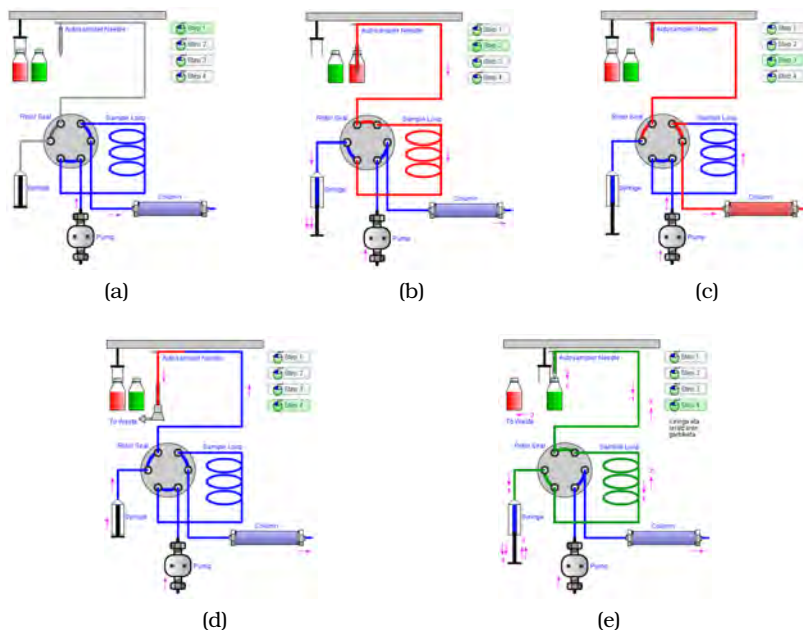 Step 1
Step 2
Step 3
Step 4
Autosampler Needle
Rotor Seal
Sample Loop
Syringe
Column
Pump
(a)
Step 1
Step 2
Step 3
Step 4
Autosampler Needle
Rotor Seal
Sample Loop
Syringe
Column
Pump
(b)
Step 1
Step 2
Step 3
Step 4
Autosampler Needle
Rotor Seal
Sample Loop
Syringe
Column
Pump
(c)
Step 1
Step 2
Step 3
Step 4
Autosampler Needle
To Waste
Rotor Seal
Sample Loop
Syringe
Column
Pump
(d)
Step 1
Step 2
Step 3
Step 4
Autosampler Needle
To Waste
Rotor Seal
Sample Loop
Syringe
Column
Pump
(e)